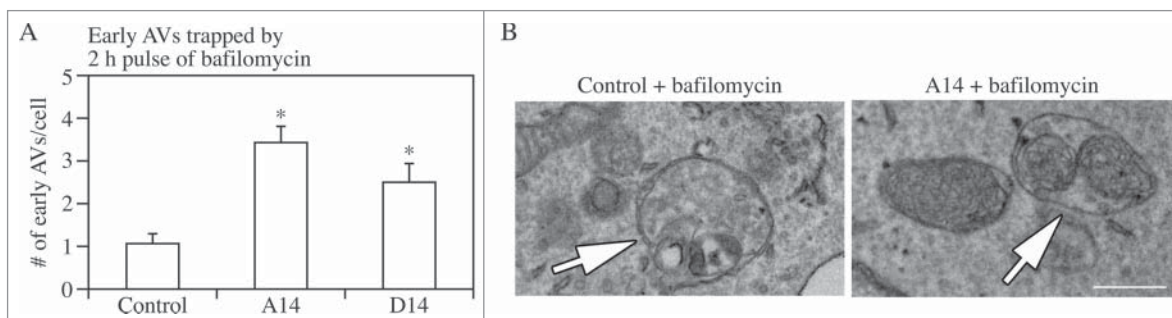 A
Early AVs trapped by
2 h pulse of bafilomycin
# of early AVs/cell
5
4
3
2
1
0
*
*
Control
A14
D14
B
Control + bafilomycin
A14 + bafilomycin